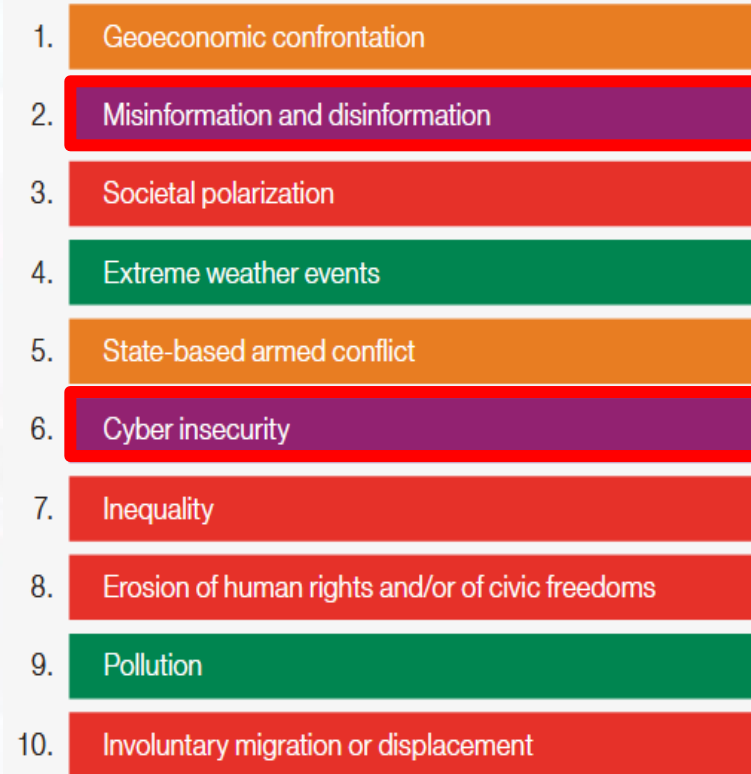 1. Geoeconomic confrontation
2. Misinformation and disinformation
3. Societal polarization
4. Extreme weather events
5. State-based armed conflict
6. Cyber insecurity
7. Inequality
8. Erosion of human rights and/or of civic freedoms
9. Pollution
10. Involuntary migration or displacement